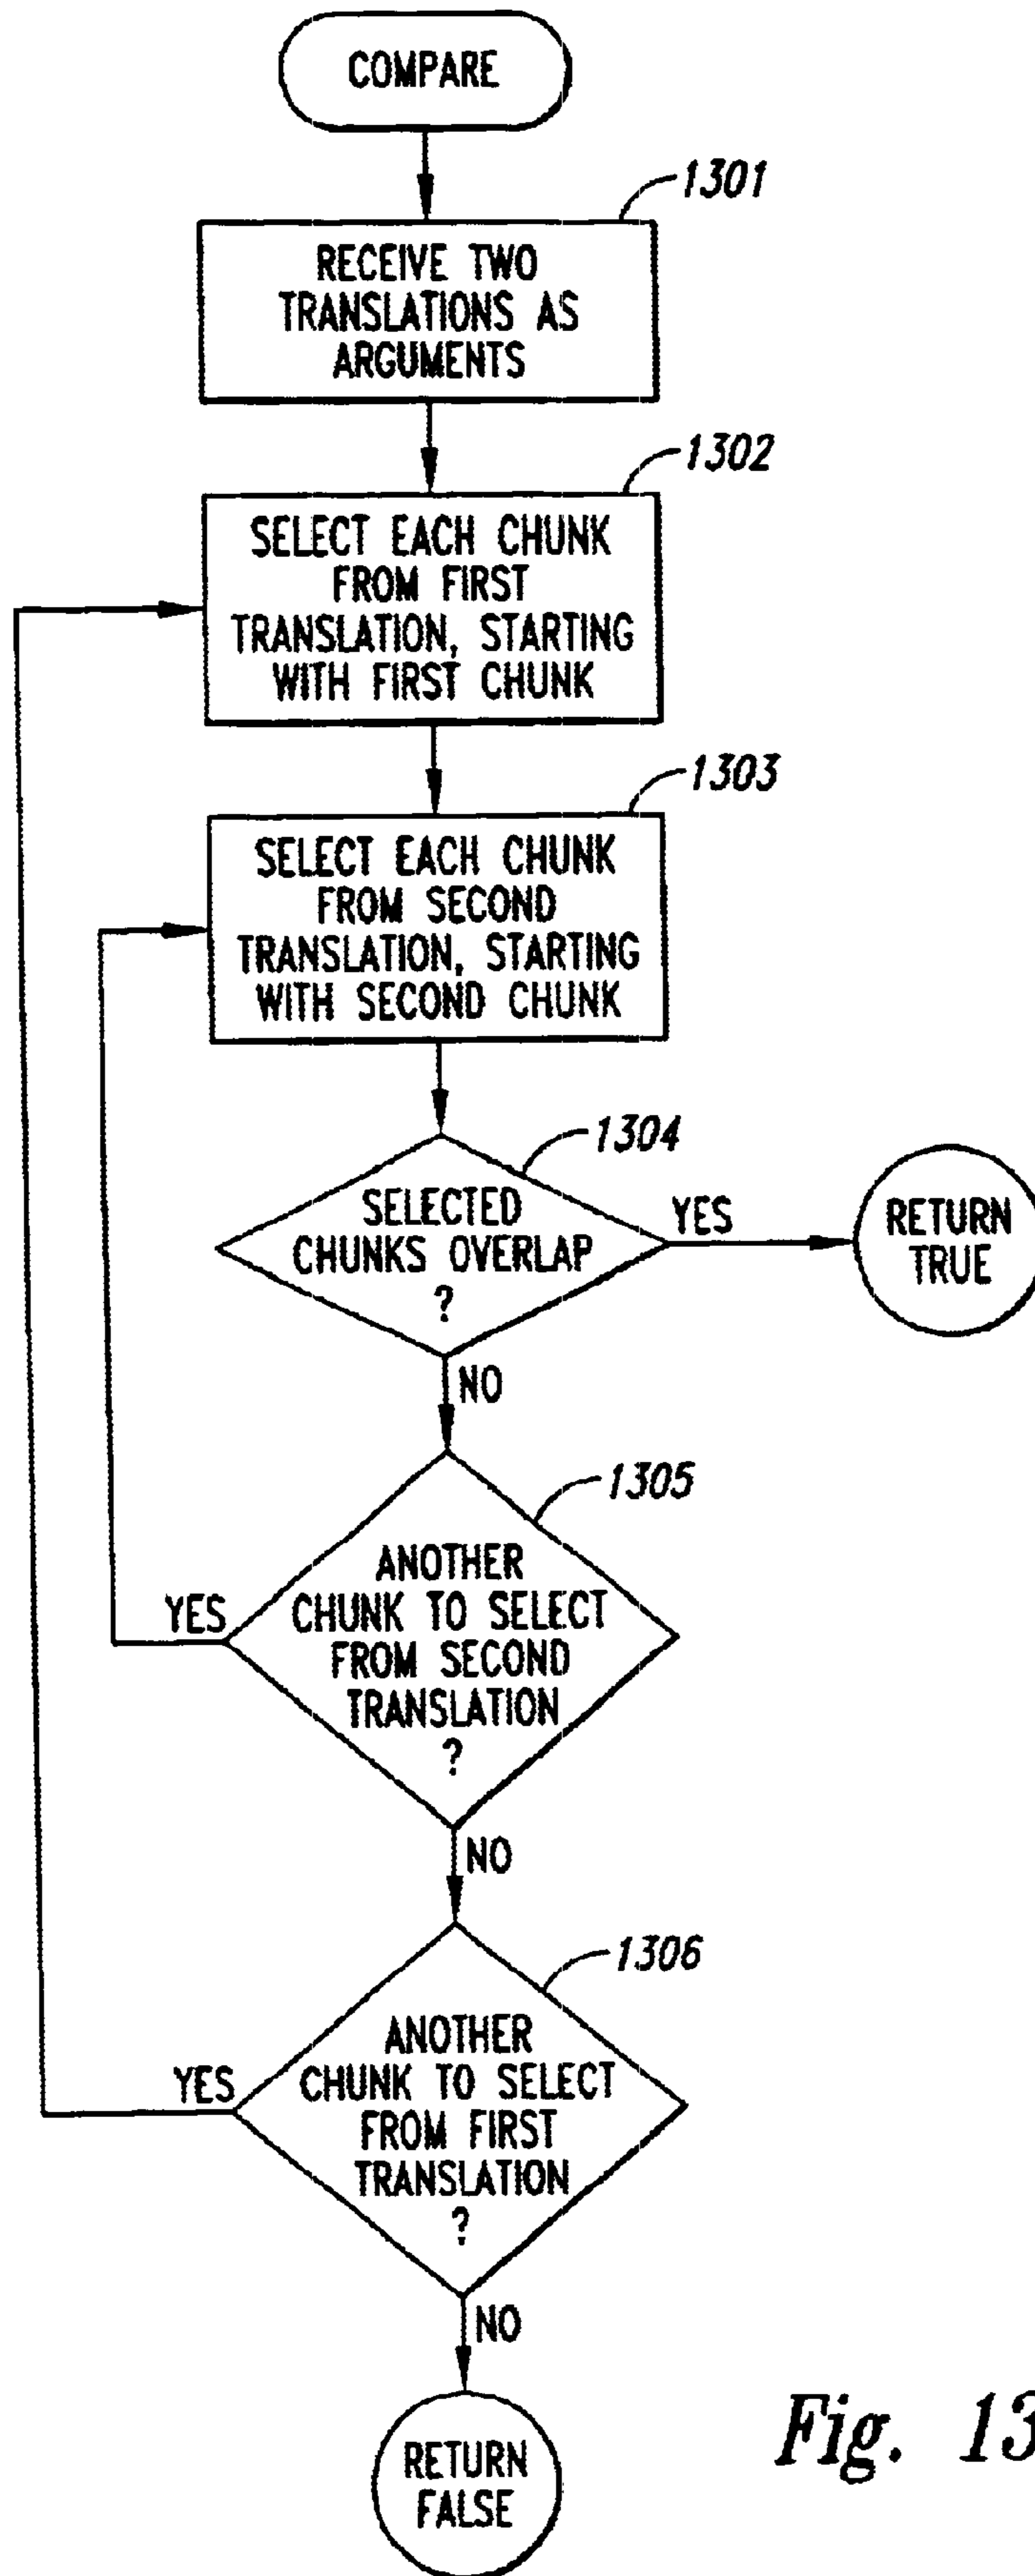 COMPARE
1301
RECEIVE TWO
TRANSLATIONS AS
ARGUMENTS
1302
SELECT EACH CHUNK
FROM FIRST
TRANSLATION, STARTING
WITH FIRST CHUNK
1303
SELECT EACH CHUNK
FROM SECOND
TRANSLATION, STARTING
WITH SECOND CHUNK
1304
SELECTED
CHUNKS OVERLAP
?
YES
RETURN
TRUE
NO
1305
ANOTHER
CHUNK TO SELECT
FROM SECOND
TRANSLATION
?
YES
NO
1306
ANOTHER
CHUNK TO SELECT
FROM FIRST
TRANSLATION
?
YES
NO
RETURN
FALSE
Fig. 13